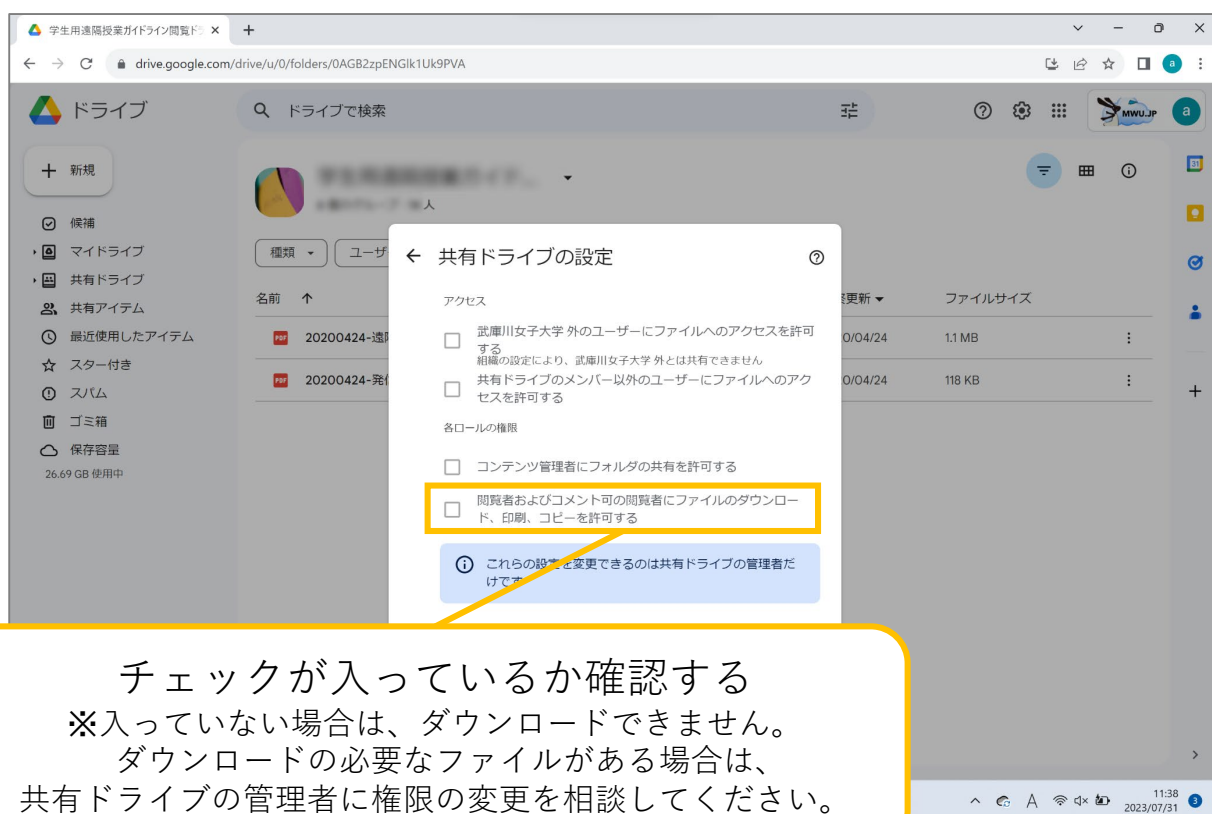 学生用遠隔授業ガイドライン閲覧ド
drive.google.com/drive/u/0/folders/0AGB2zpENGlk1Uk9PVA
a
ドライブ
ドライブで検索
MWU.JP
a
新規
31
人
候補
マイドライブ
共有ドライブ
共有アイテム
最近使用したアイテム
スター付き
スパム
ゴミ箱
保存容量
26.69 GB 使用中
種類
ユーザ
名前
更新
ファイルサイズ
PDF 20200424-遠
0/04/24
1.1 MB
PDF 20200424-発
0/04/24
118 KB
共有ドライブの設定
アクセス
武庫川女子大学 外のユーザーにファイルへのアクセスを許可
する
組織の設定により、武庫川女子大学 外とは共有できません
共有ドライブのメンバー以外のユーザーにファイルへのアク
セスを許可する
各ロールの権限
コンテンツ管理者にフォルダの共有を許可する
閲覧者およびコメント可の閲覧者にファイルのダウンロー
ド、印刷、コピーを許可する
これらの設定を変更できるのは共有ドライブの管理者だ
けです
チェックが入っているか確認する
※入っていない場合は、ダウンロードできません。
ダウンロードの必要なファイルがある場合は、
共有ドライブの管理者に権限の変更を相談してください。
A
11:38
2023/07/31
3